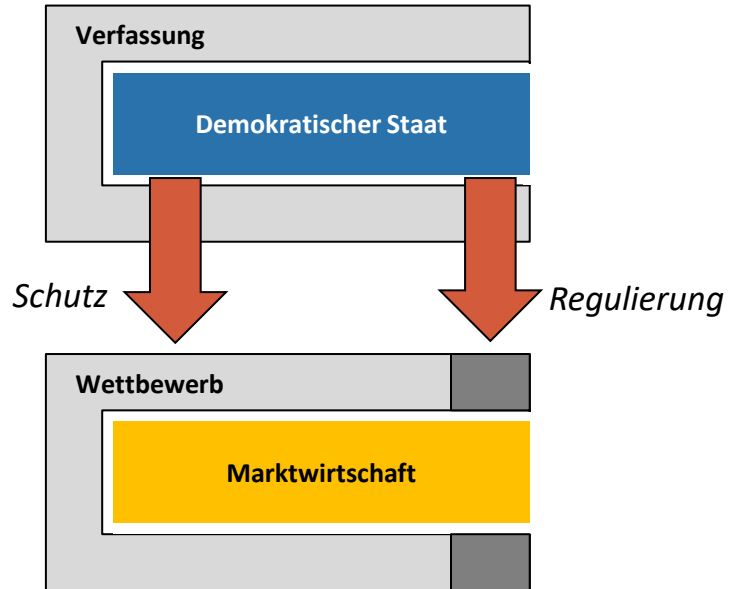 Verfassung
Demokratischer Staat
Schutz
Regulierung
Wettbewerb
Marktwirtschaft